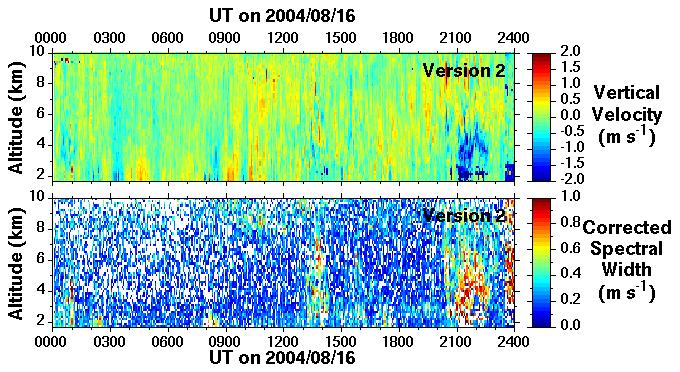 UT on 2004/08/16
0000 0300 0600 0900 1200 1500 1800 2100 2400
10
8
6
4
2
Altitude (km)
Version 2
2.0
1.5
1.0
0.5
0.0
-0.5
-1.0
-1.5
-2.0
Vertical
Velocity
(m s-1)
10
8
6
4
2
Altitude (km)
Version 2
1.0
0.8
0.6
0.4
0.2
0.0
Corrected
Spectral
Width
(m s-1)
0000 0300 0600 0900 1200 1500 1800 2100 2400
UT on 2004/08/16